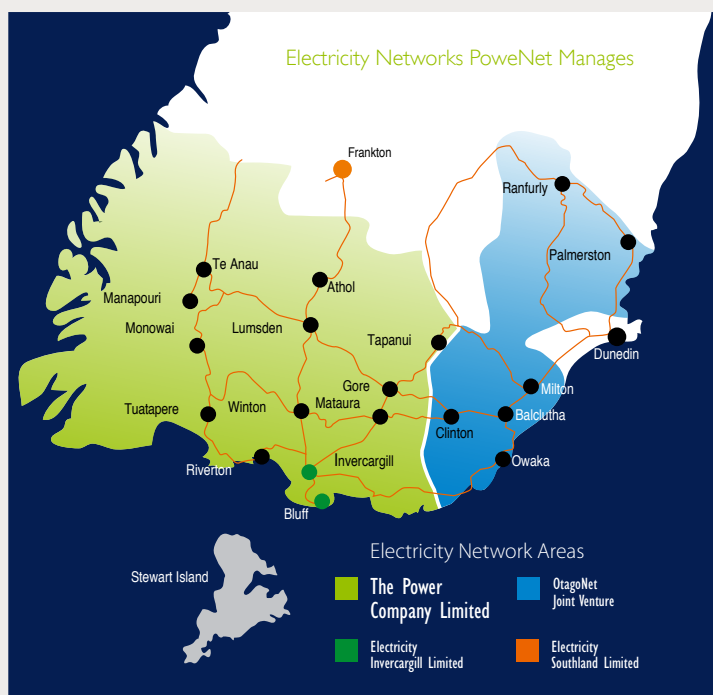 Electricity Networks PoweNet Manages
Frankton
Ranfurly
Palmerston
Te Anau
Athol
Manapouri
Monowai
Lumsden
Tapanui
Dunedin
Gore
Milton
Tuatapere
Winton
Mataura
Balclutha
Clinton
Riverton
Invercargill
Owaka
Bluff
Electricity Network Areas
Stewart Island
The Power
Company Limited
OtagoNet
Joint Venture
Electricity
Invercargill Limited
Electricity
Southland Limited